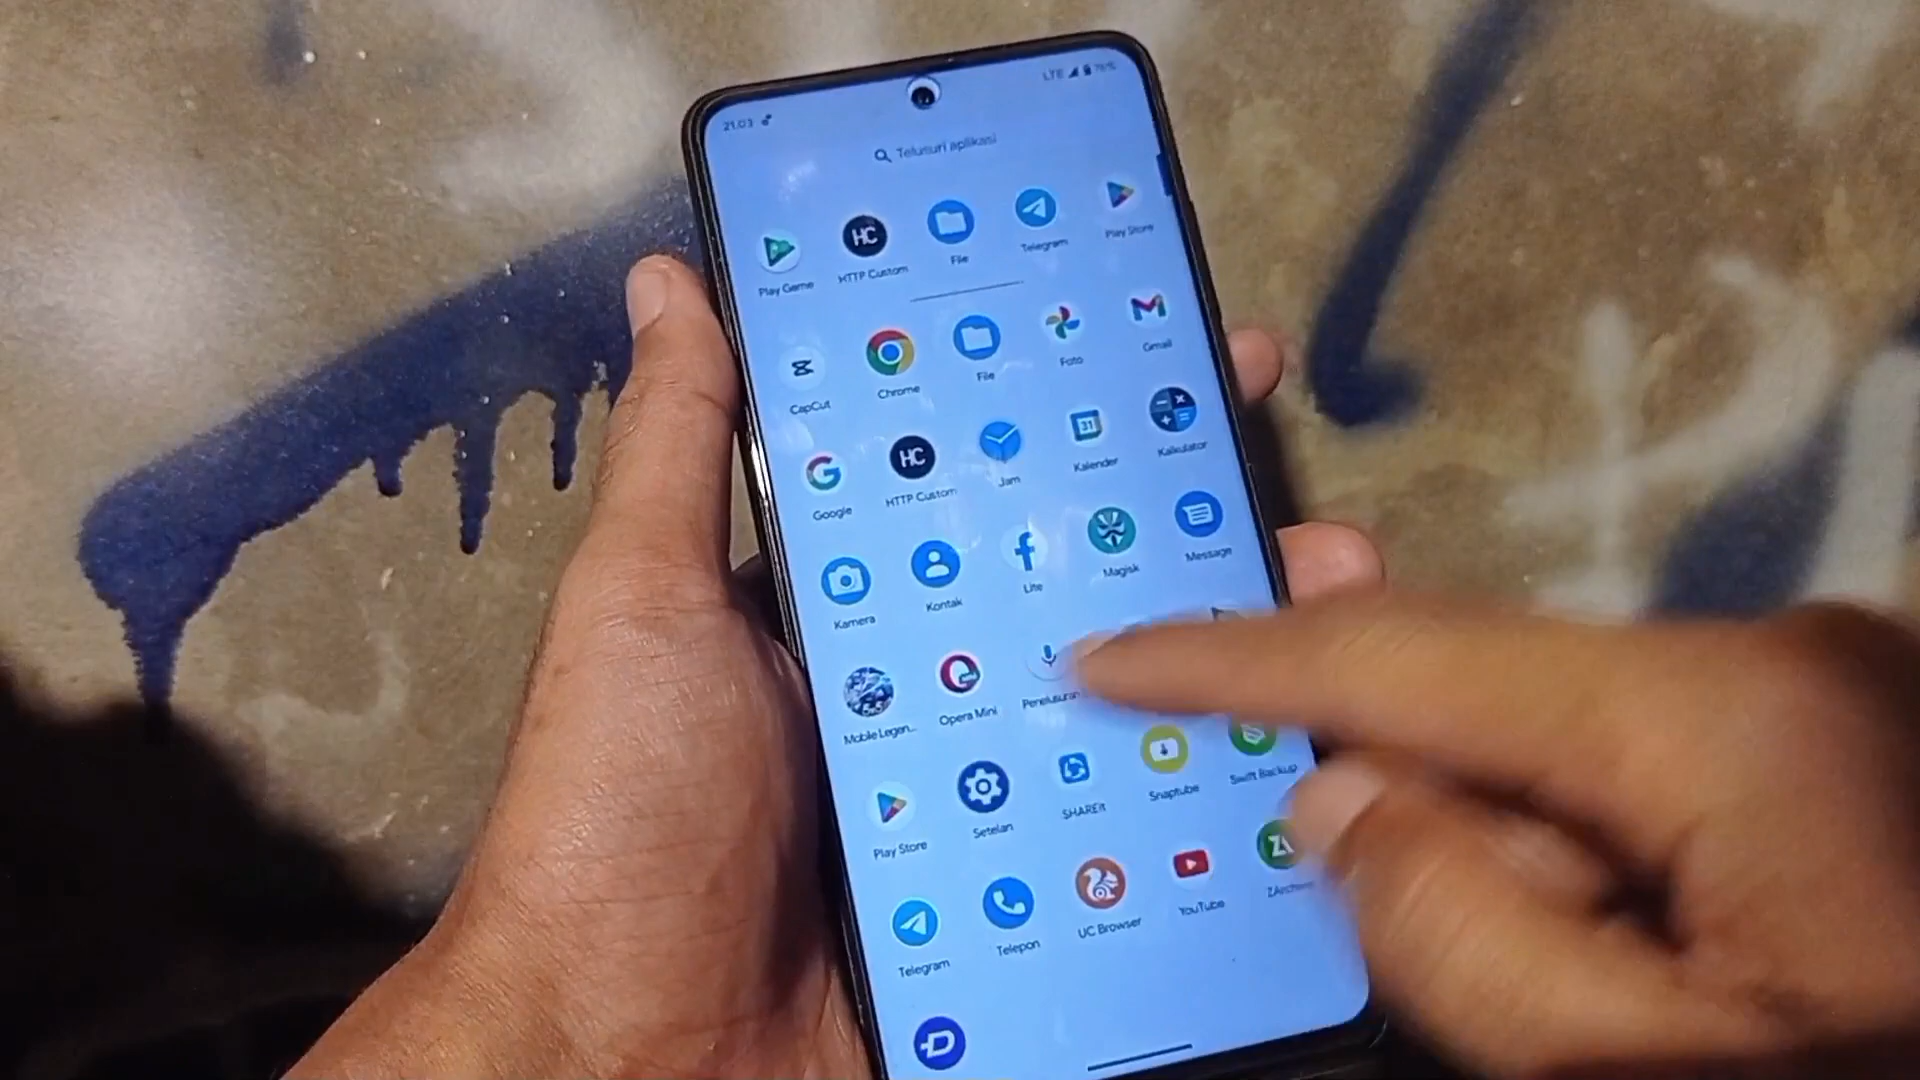 21.03 LTE 78%
Telusuri aplikasi
Play Game HTTP Custom File Telegram Play Store
CapCut Chrome File Foto Gmail
Google HTTP Custom Jam Kalender Kalkulator
Kamera Kontak Lite Magisk Message
Mobile Legen... Opera Mini Penelusuran
Play Store Setelan SHAREit Snaptube Swift Backup
Telegram Telepon UC Browser YouTube